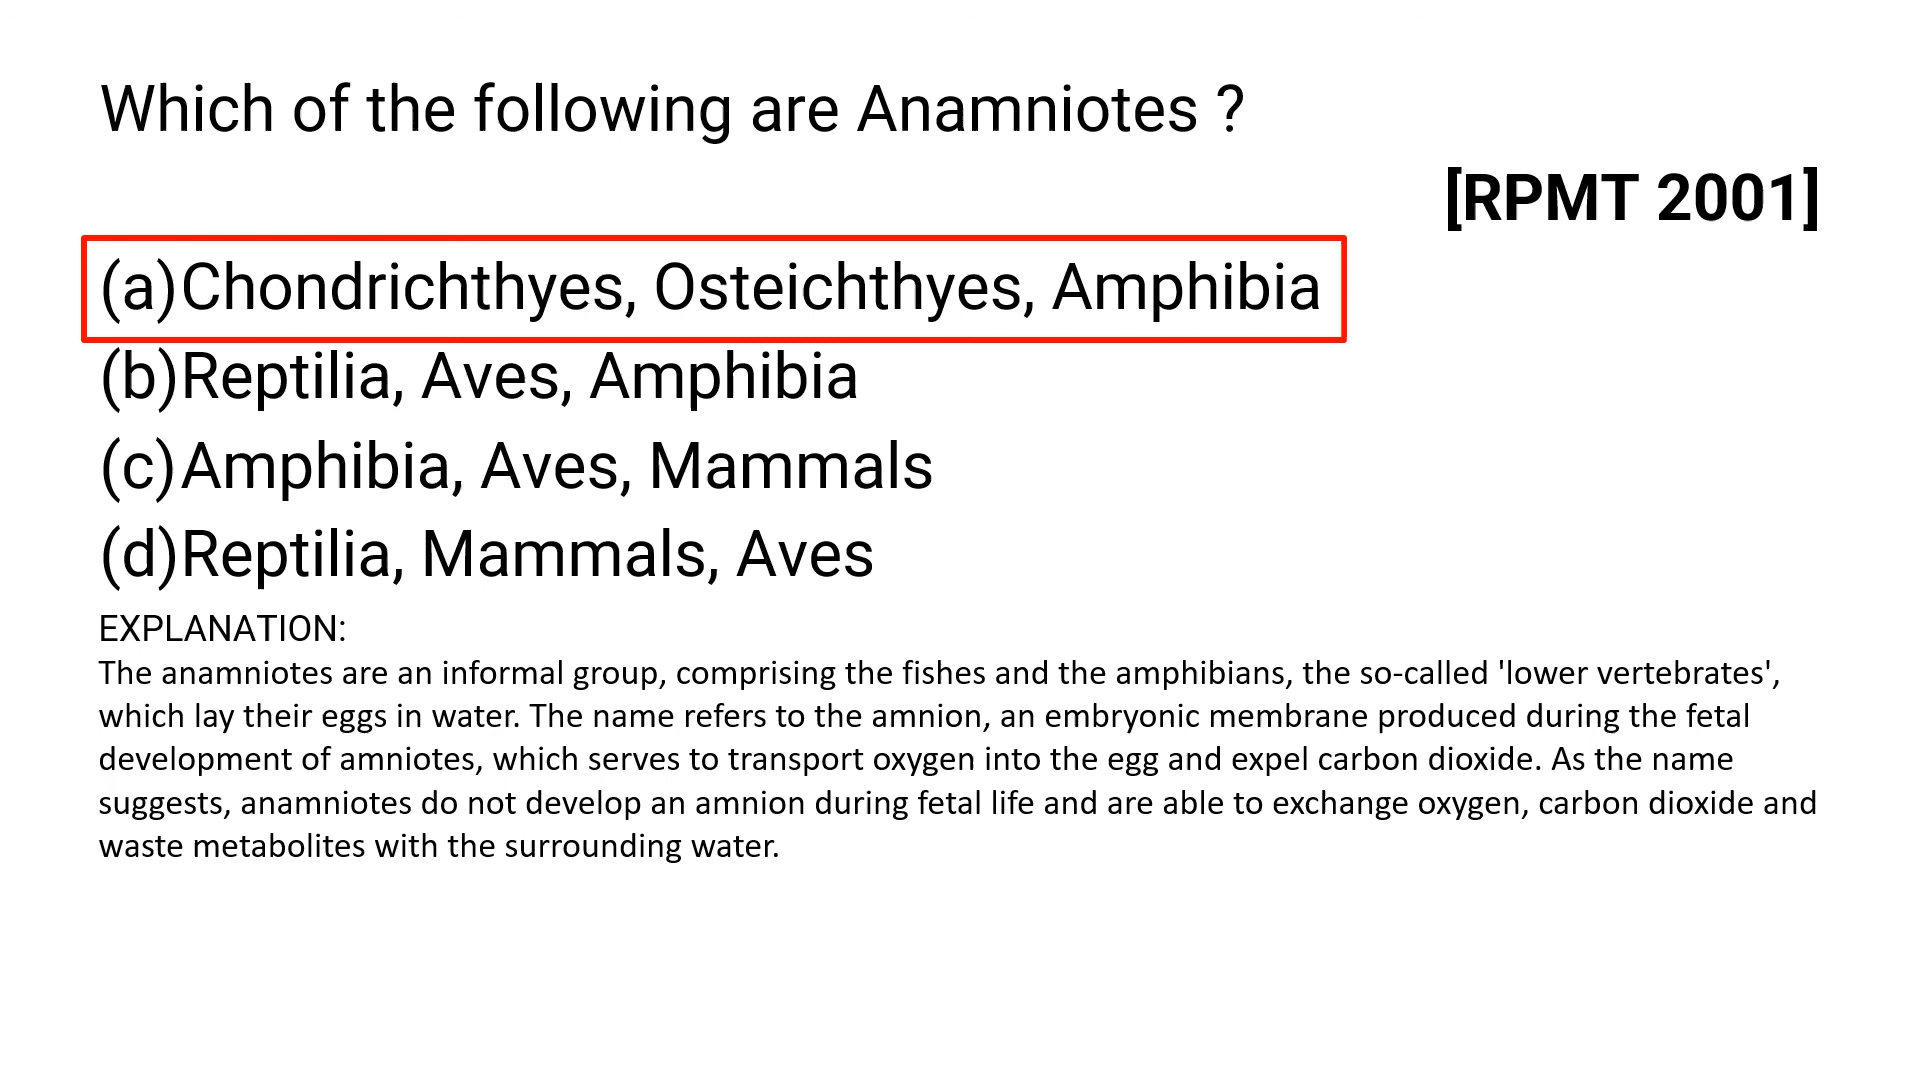 Which of the following are Anamniotes ?
[RPMT 2001]
(a)Chondrichthyes, Osteichthyes, Amphibia
(b)Reptilia, Aves, Amphibia
(c)Amphibia, Aves, Mammals
(d)Reptilia, Mammals, Aves
EXPLANATION:
The anamniotes are an informal group, comprising the fishes and the amphibians, the so-called 'lower vertebrates',
which lay their eggs in water. The name refers to the amnion, an embryonic membrane produced during the fetal
development of amniotes, which serves to transport oxygen into the egg and expel carbon dioxide. As the name
suggests, anamniotes do not develop an amnion during fetal life and are able to exchange oxygen, carbon dioxide and
waste metabolites with the surrounding water.